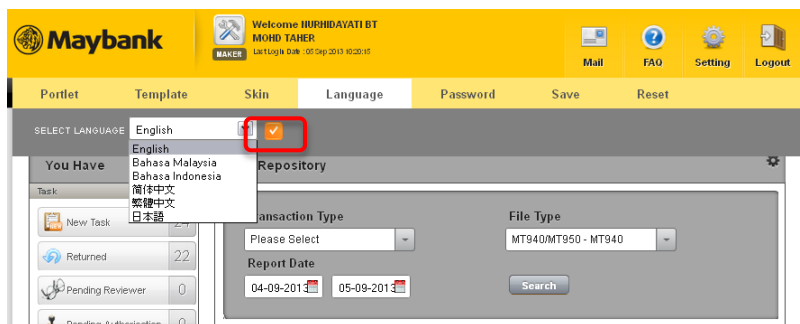 Maybank
Welcome NURHIDAYATI BT
MOHD TAHER
Last Login Date : 05 Sep 2013 10:20:15
MAKER
Mail
FAQ
Setting
Logout
Portlet
Template
Skin
Language
Password
Save
Reset
SELECT LANGUAGE
English
English
Bahasa Malaysia
Bahasa Indonesia
简体中文
繁體中文
日本語
You Have
Repository
Task
New Task
24
Returned
22
Pending Reviewer
0
ansaction Type
File Type
Please Select
MT940/MT950 - MT940
Report Date
04-09-2013
05-09-2013
Search